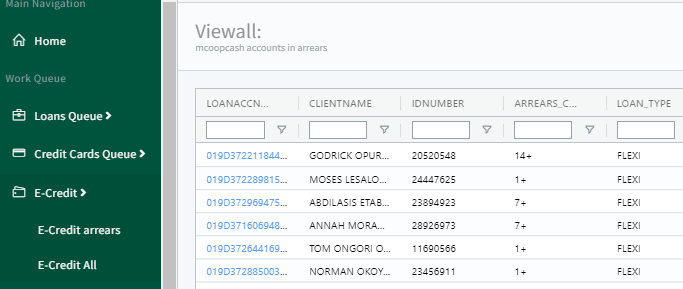 Main Navigation
Home
Work Queue
Loans Queue
Credit Cards Queue
E-Credit
E-Credit arrears
E-Credit All
Viewall:
mcoopcash accounts in arrears
LOANACCN... CLIENTNAME IDNUMBER ARREARS_C... LOAN_TYPE
019D372211844... GODRICK OPUR... 20520548 14+ FLEXI
019D372289815... MOSES LESALO... 24447625 1+ FLEXI
019D372969475... ABDILASIS ETAB... 23894923 7+ FLEXI
019D371606948... ANNAH MORA... 28926973 7+ FLEXI
019D372644169... TOM ONGORI O... 11690566 1+ FLEXI
019D372885003... NORMAN OKOY... 23456911 1+ FLEXI